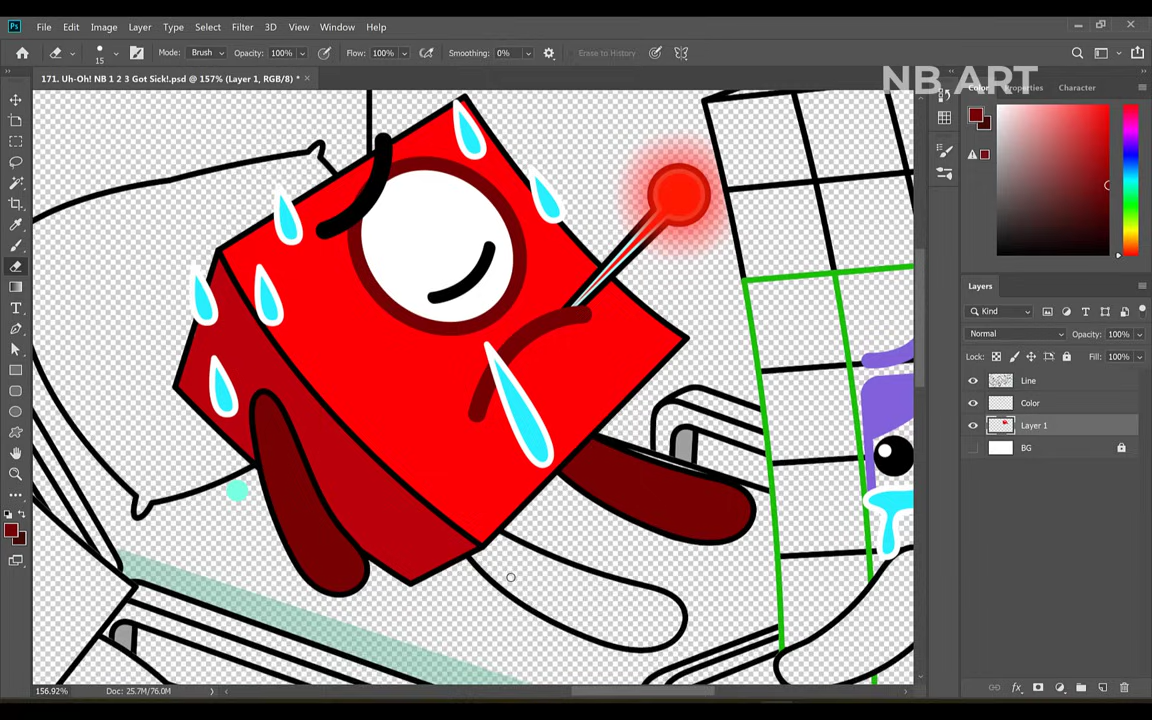 Ps File Edit Image Layer Type Select Filter 3D View Window Help
15 Mode: Brush Opacity: 100% Flow: 100% Smoothing: 0% Erase to History
171. Uh-Oh! NB 1 2 3 Got Sick!.psd @ 157% (Layer 1, RGB/8) *
NB ART
Color Properties Character
Layers
Kind
Normal Opacity: 100%
Lock: Fill: 100%
Line
Color
Layer 1
BG
156.92% Doc: 25.7M/76.0M